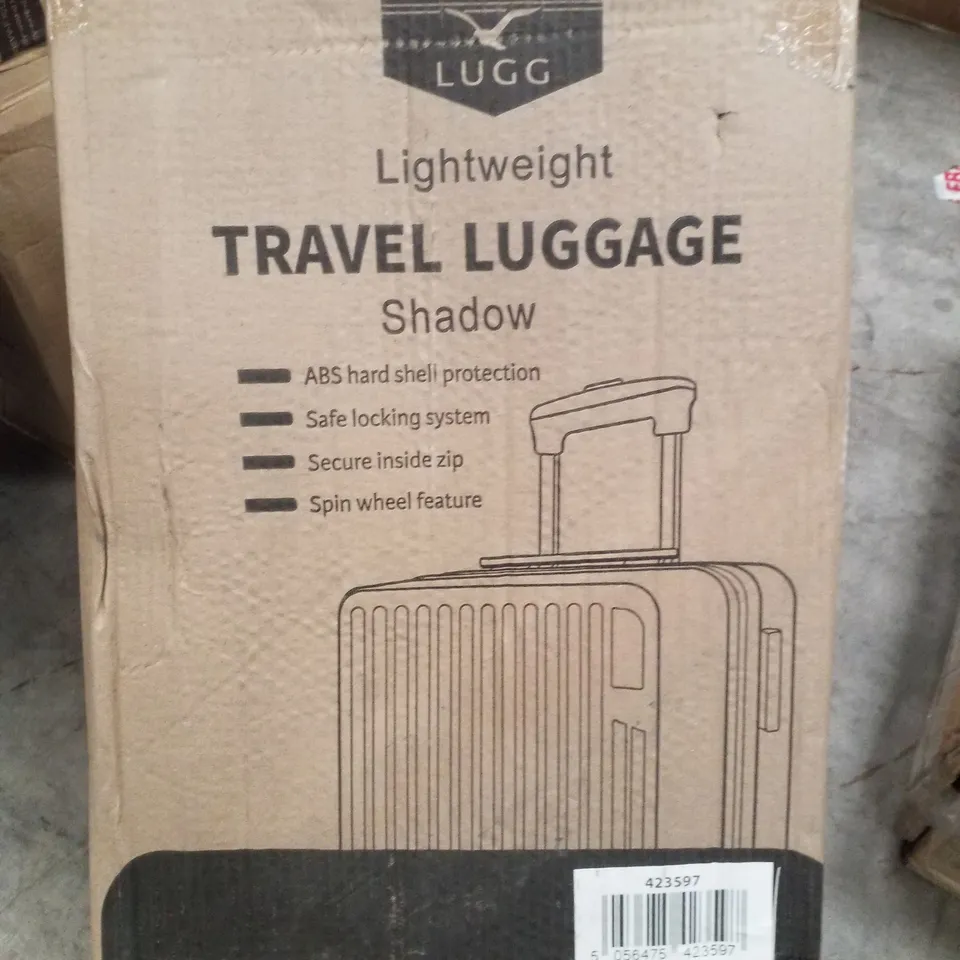 LUGG
Lightweight
TRAVEL LUGGAGE
Shadow
ABS hard shell protection
Safe locking system
Secure inside zip
Spin wheel feature
423597
5 056475 423597